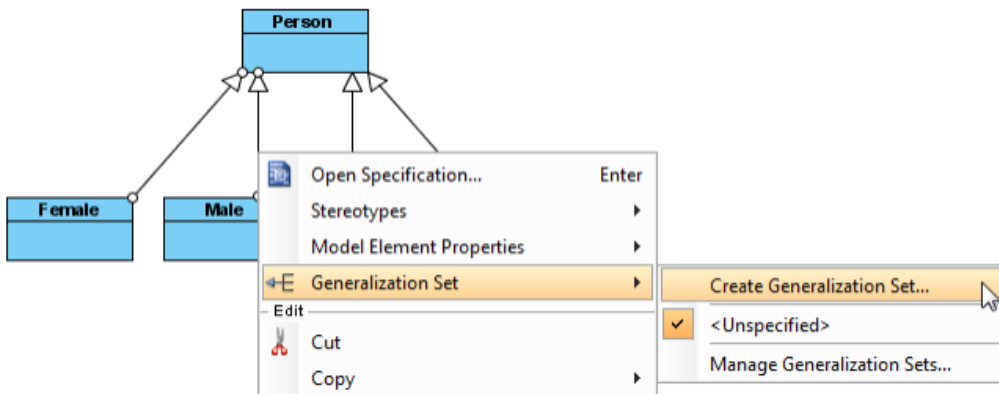 Person
Female
Male
Open Specification... Enter
Stereotypes
Model Element Properties
Generalization Set
Edit
Cut
Copy
Create Generalization Set...
<Unspecified>
Manage Generalization Sets...